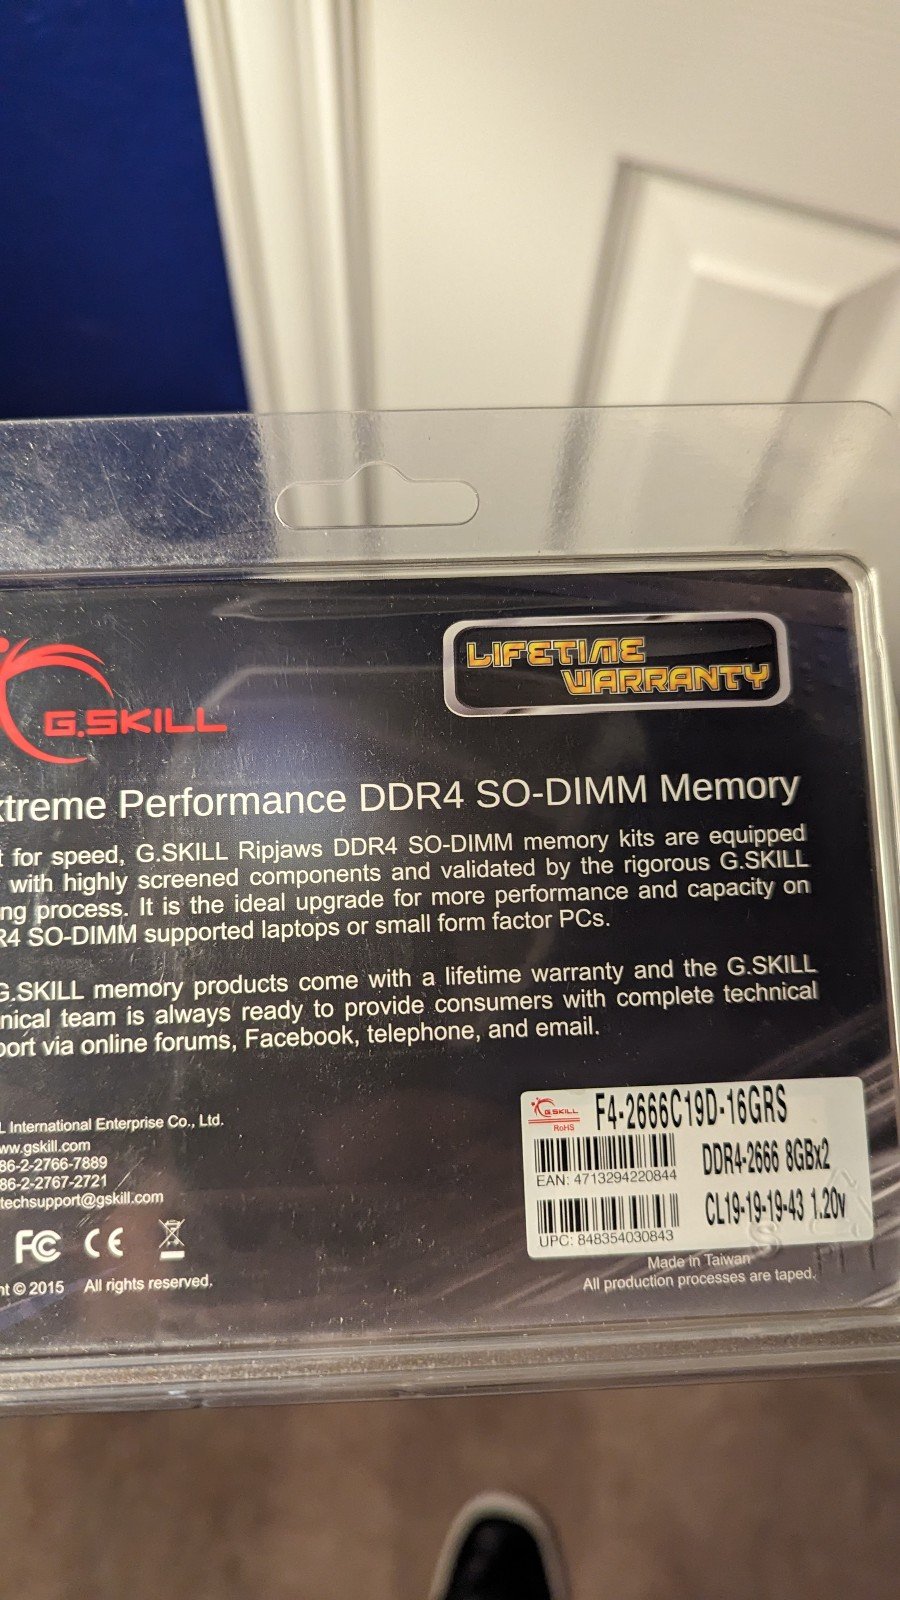 LIFETIME
WARRANTY
G.SKILL
xtreme Performance DDR4 SO-DIMM Memory
t for speed, G.SKILL Ripjaws DDR4 SO-DIMM memory kits are equipped
with highly screened components and validated by the rigorous G.SKILL
ng process. It is the ideal upgrade for more performance and capacity on
R4 SO-DIMM supported laptops or small form factor PCs.
G.SKILL memory products come with a lifetime warranty and the G.SKILL
nical team is always ready to provide consumers with complete technical
port via online forums, Facebook, telephone, and email.
L International Enterprise Co., Ltd.
ww.gskill.com
86-2-2766-7889
86-2-2767-2721
techsupport@gskill.com
FC CE
ht © 2015 All rights reserved.
G.SKILL
RoHS
F4-2666C19D-16GRS
DDR4-2666 8GBx2
EAN: 4713294220844
CL19-19-19-43 1.20v
UPC: 848354030843
Made in Taiwan
All production processes are taped.